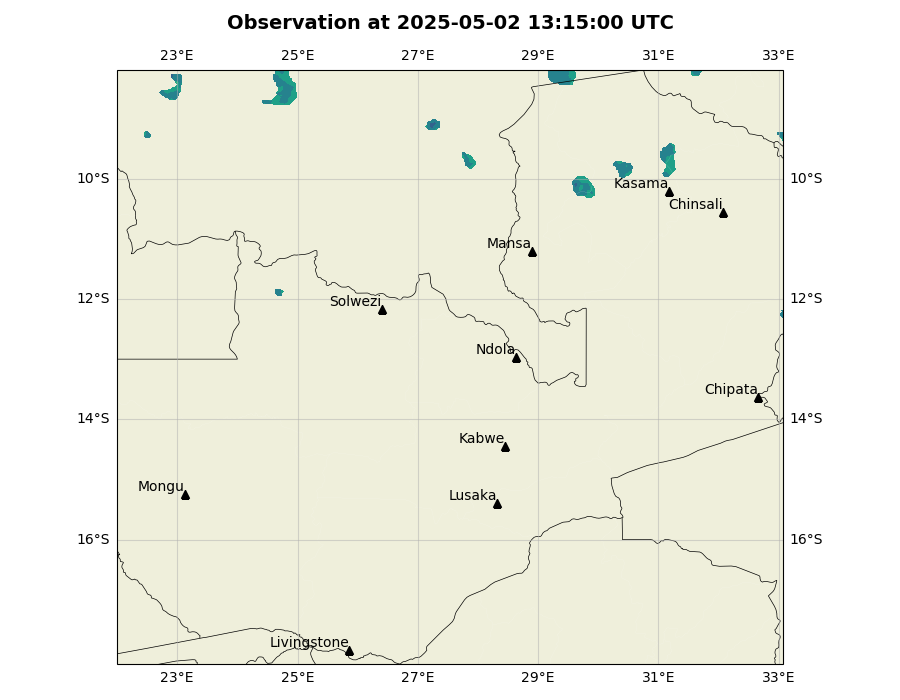 Observation at 2025-05-02 13:15:00 UTC
23°E 25°E 27°E 29°E 31°E 33°E
10°S 10°S
Kasama
Chinsali
Mansa
12°S 12°S
Solwezi
Ndola
Chipata
14°S 14°S
Kabwe
Mongu
Lusaka
16°S 16°S
Livingstone
23°E 25°E 27°E 29°E 31°E 33°E